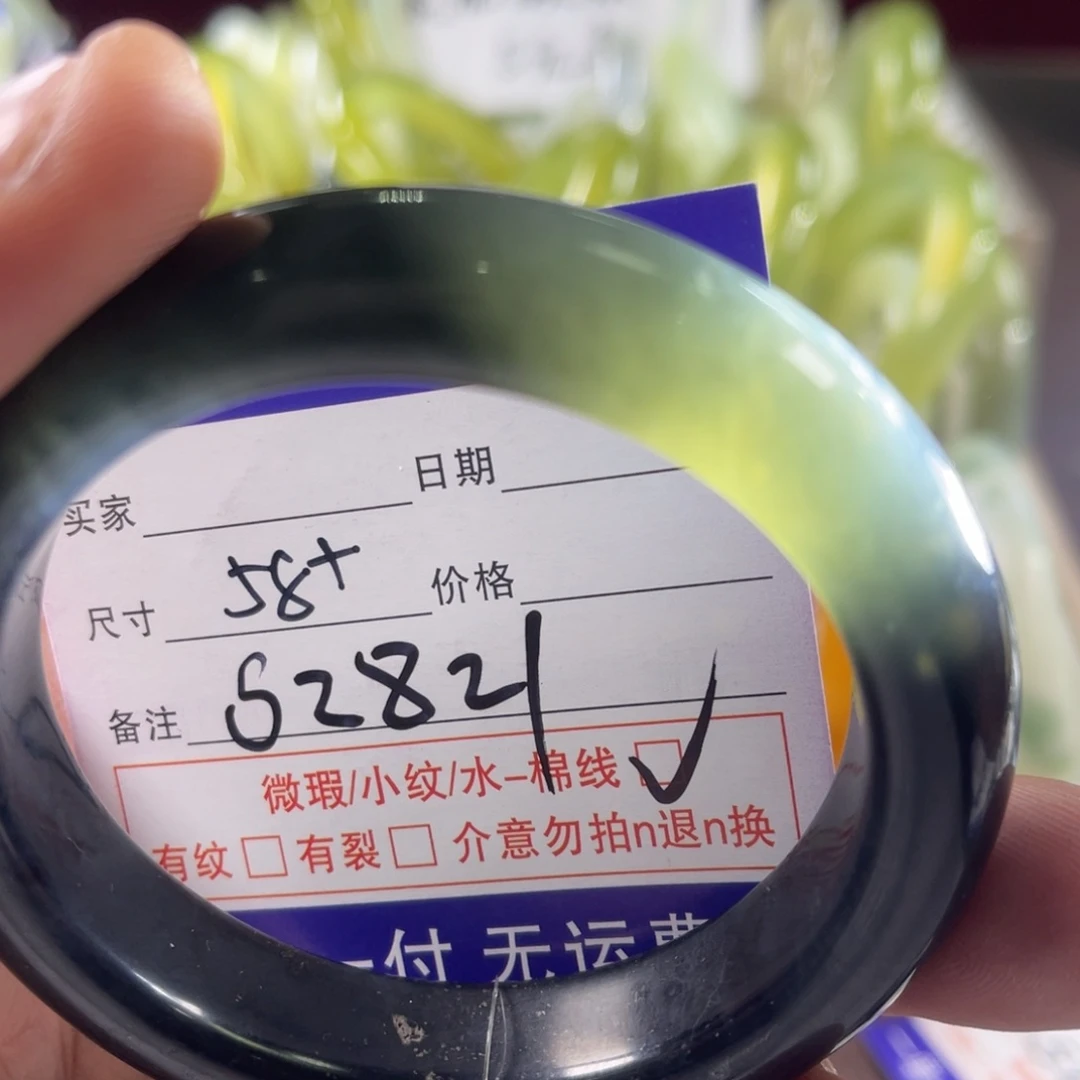 买家 日期
尺寸 58+ 价格
备注 S2821
微瑕/小纹/水-棉线
有纹 有裂 介意勿拍n退n换
付 无运费